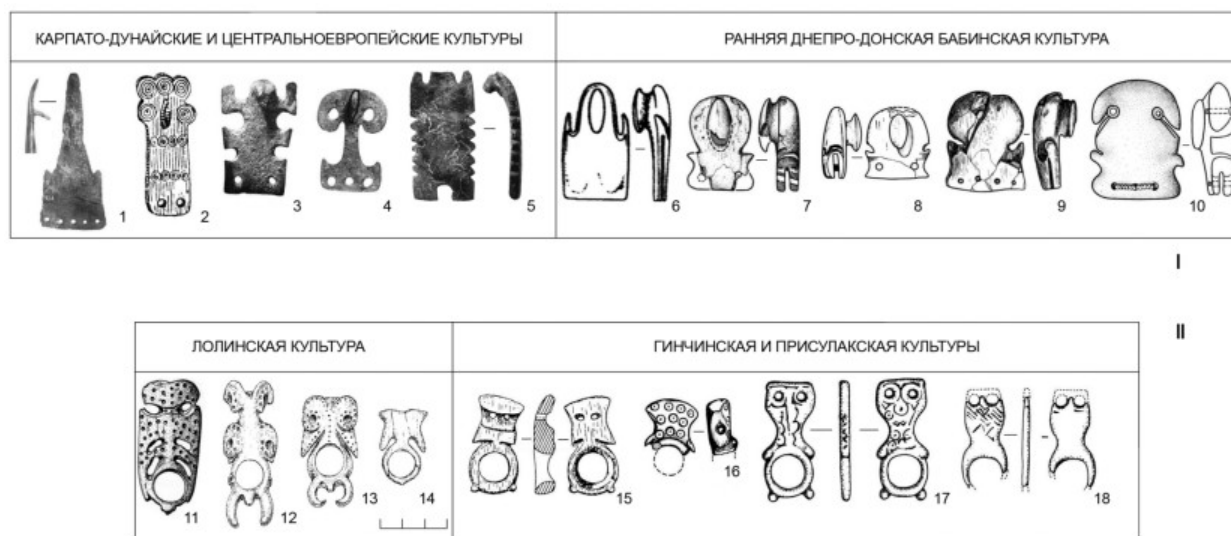 КАРПАТО-ДУНАЙСКИЕ И ЦЕНТРАЛЬНОЕВРОПЕЙСКИЕ КУЛЬТУРЫ
РАННЯЯ ДНЕПРО-ДОНСКАЯ БАБИНСКАЯ КУЛЬТУРА
1 2 3 4 5 6 7 8 9 10
I
II
ЛОЛИНСКАЯ КУЛЬТУРА
ГИНЧИНСКАЯ И ПРИСУЛАКСКАЯ КУЛЬТУРЫ
11 12 13 14 15 16 17 18